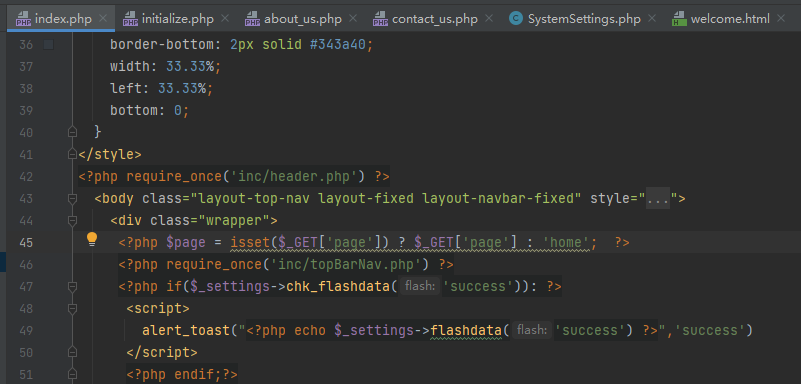 index.php initialize.php about_us.php contact_us.php SystemSettings.php welcome.html
36 border-bottom: 2px solid #343a40;
37 width: 33.33%;
38 left: 33.33%;
39 bottom: 0;
40 }
41 </style>
42 <?php require_once('inc/header.php') ?>
43 <body class="layout-top-nav layout-fixed layout-navbar-fixed" style="...">
44 <div class="wrapper">
45 <?php $page = isset($_GET['page']) ? $_GET['page'] : 'home';  ?>
46 <?php require_once('inc/topBarNav.php') ?>
47 <?php if($_settings->chk_flashdata( flash: 'success')): ?>
48 <script>
49 alert_toast("<?php echo $_settings->flashdata( flash: 'success') ?>",'success')
50 </script>
51 <?php endif;?>